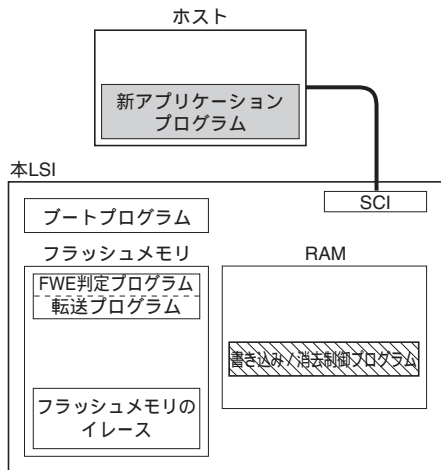 ホスト
新アプリケーション
プログラム
本LSI
SCI
ブートプログラム
フラッシュメモリ
RAM
FWE判定プログラム
転送プログラム
書き込み/消去制御プログラム
フラッシュメモリの
イレース